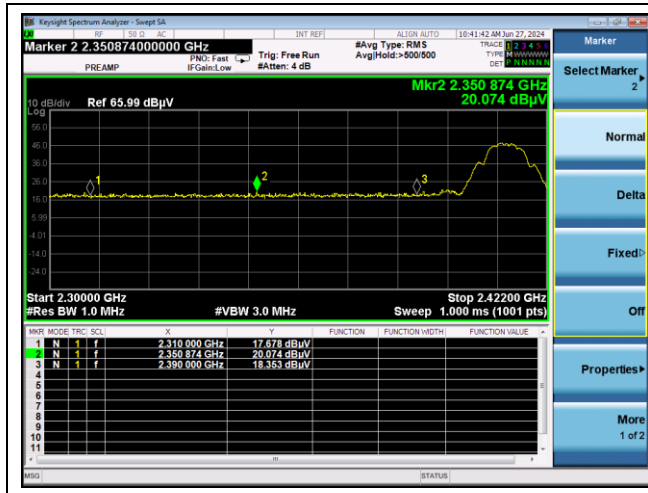 Keysight Spectrum Analyzer - Swept SA
RF 50 Ω AC INT REF ALIGN AUTO 10:41:42 AM Jun 27, 2024
Marker 2 2.350874000000 GHz #Avg Type: RMS TRACE 1 2 3 4 5 6 Marker
PNO: Fast Trig: Free Run Avg|Hold:>500/500 TYPE M W W W W W
PREAMP IFGain:Low #Atten: 4 dB DET P N N N N N
Select Marker
2
Mkr2 2.350 874 GHz
10 dB/div Ref 65.99 dBµV 20.074 dBµV
Log
56.0
46.0
36.0
26.0
16.0
5.99
-4.01
-14.0
-24.0
1
2
3
Normal
Delta
Fixed
Off
Properties
More
1 of 2
Start 2.30000 GHz Stop 2.42200 GHz
#Res BW 1.0 MHz #VBW 3.0 MHz Sweep 1.000 ms (1001 pts)
MKR MODE TRC SCL X Y FUNCTION FUNCTION WIDTH FUNCTION VALUE
1 N 1 f 2.310 000 GHz 17.678 dBµV
2 N 1 f 2.350 874 GHz 20.074 dBµV
3 N 1 f 2.390 000 GHz 18.353 dBµV
4
5
6
7
8
9
10
11
MSG STATUS